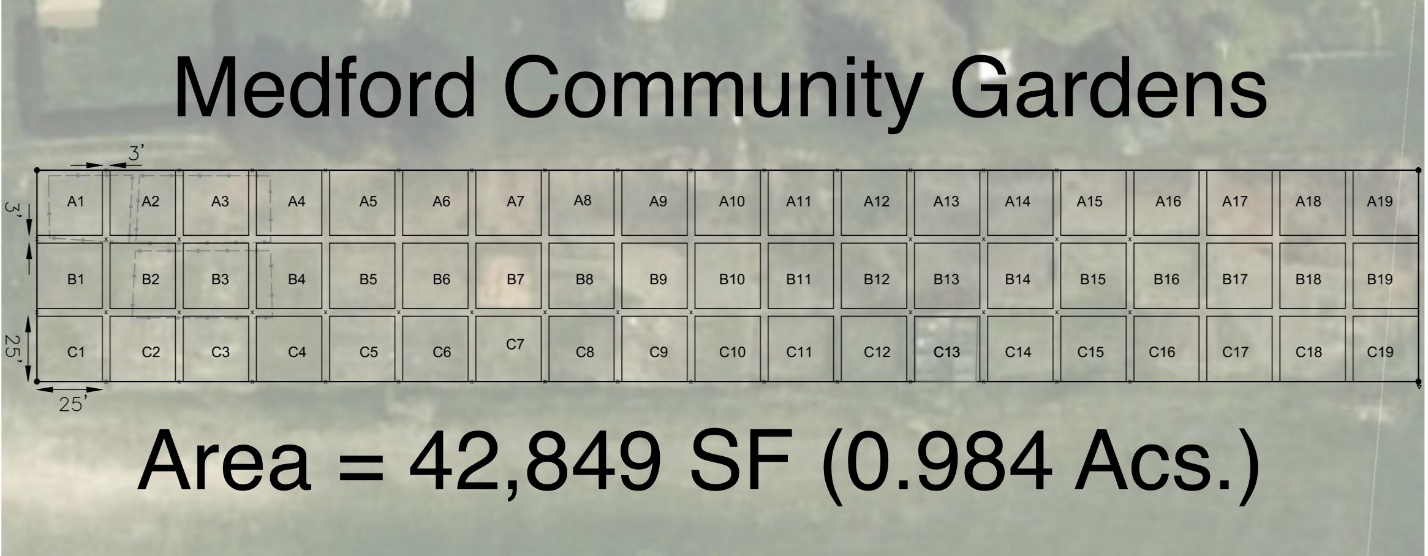 Medford Community Gardens
3'
3'
A1 A2 A3 A4 A5 A6 A7 A8 A9 A10 A11 A12 A13 A14 A15 A16 A17 A18 A19
B1 B2 B3 B4 B5 B6 B7 B8 B9 B10 B11 B12 B13 B14 B15 B16 B17 B18 B19
25'
C1 C2 C3 C4 C5 C6 C7 C8 C9 C10 C11 C12 C13 C14 C15 C16 C17 C18 C19
25'
Area = 42,849 SF (0.984 Acs.)